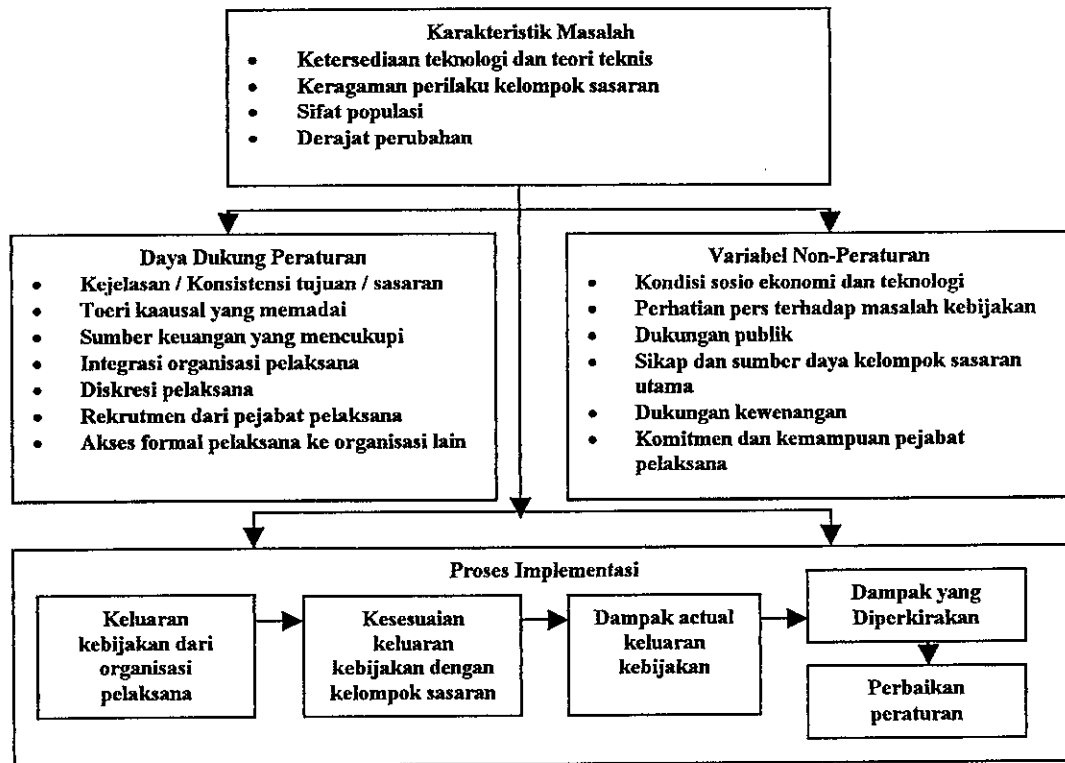 Karakteristik Masalah
• Ketersediaan teknologi dan teori teknis
• Keragaman perilaku kelompok sasaran
• Sifat populasi
• Derajat perubahan
Daya Dukung Peraturan
• Kejelasan / Konsistensi tujuan / sasaran
• Toeri kaausal yang memadai
• Sumber keuangan yang mencukupi
• Integrasi organisasi pelaksana
• Diskresi pelaksana
• Rekrutmen dari pejabat pelaksana
• Akses formal pelaksana ke organisasi lain
Variabel Non-Peraturan
• Kondisi sosio ekonomi dan teknologi
• Perhatian pers terhadap masalah kebijakan
• Dukungan publik
• Sikap dan sumber daya kelompok sasaran
utama
• Dukungan kewenangan
• Komitmen dan kemampuan pejabat
pelaksana
Proses Implementasi
Keluaran
kebijakan dari
organisasi
pelaksana
Kesesuaian
keluaran
kebijakan dengan
kelompok sasaran
Dampak actual
keluaran
kebijakan
Dampak yang
Diperkirakan
Perbaikan
peraturan